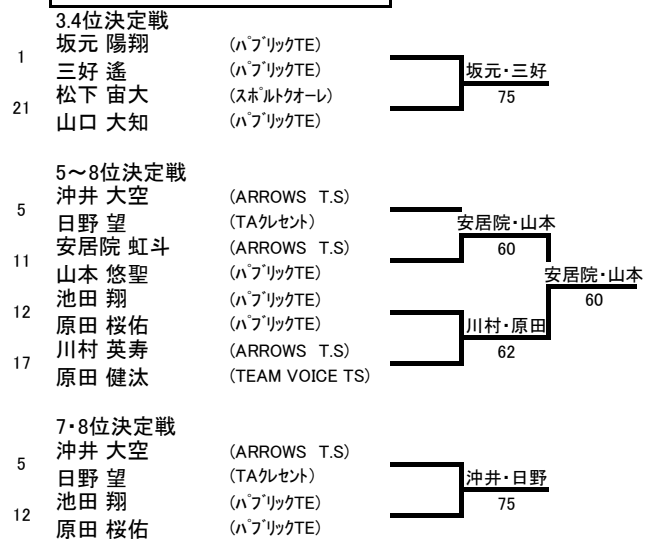 3.4位決定戦
1 坂元 陽翔 (ﾊﾟﾌﾞﾘｯｸTE)
三好 遙 (ﾊﾟﾌﾞﾘｯｸTE)
坂元・三好
21 松下 宙大 (ｽﾎﾟﾙﾄｸｵｰﾚ)
75
山口 大知 (ﾊﾟﾌﾞﾘｯｸTE)
5～8位決定戦
5 沖井 大空 (ARROWS T.S)
日野 望 (TAｸﾚｾﾝﾄ)
安居院・山本
11 安居院 虹斗 (ARROWS T.S)
60
山本 悠聖 (ﾊﾟﾌﾞﾘｯｸTE)
安居院・山本
12 池田 翔 (ﾊﾟﾌﾞﾘｯｸTE)
60
原田 桜佑 (ﾊﾟﾌﾞﾘｯｸTE)
川村・原田
17 川村 英寿 (ARROWS T.S)
62
原田 健汰 (TEAM VOICE TS)
7・8位決定戦
5 沖井 大空 (ARROWS T.S)
日野 望 (TAｸﾚｾﾝﾄ)
沖井・日野
12 池田 翔 (ﾊﾟﾌﾞﾘｯｸTE)
75
原田 桜佑 (ﾊﾟﾌﾞﾘｯｸTE)